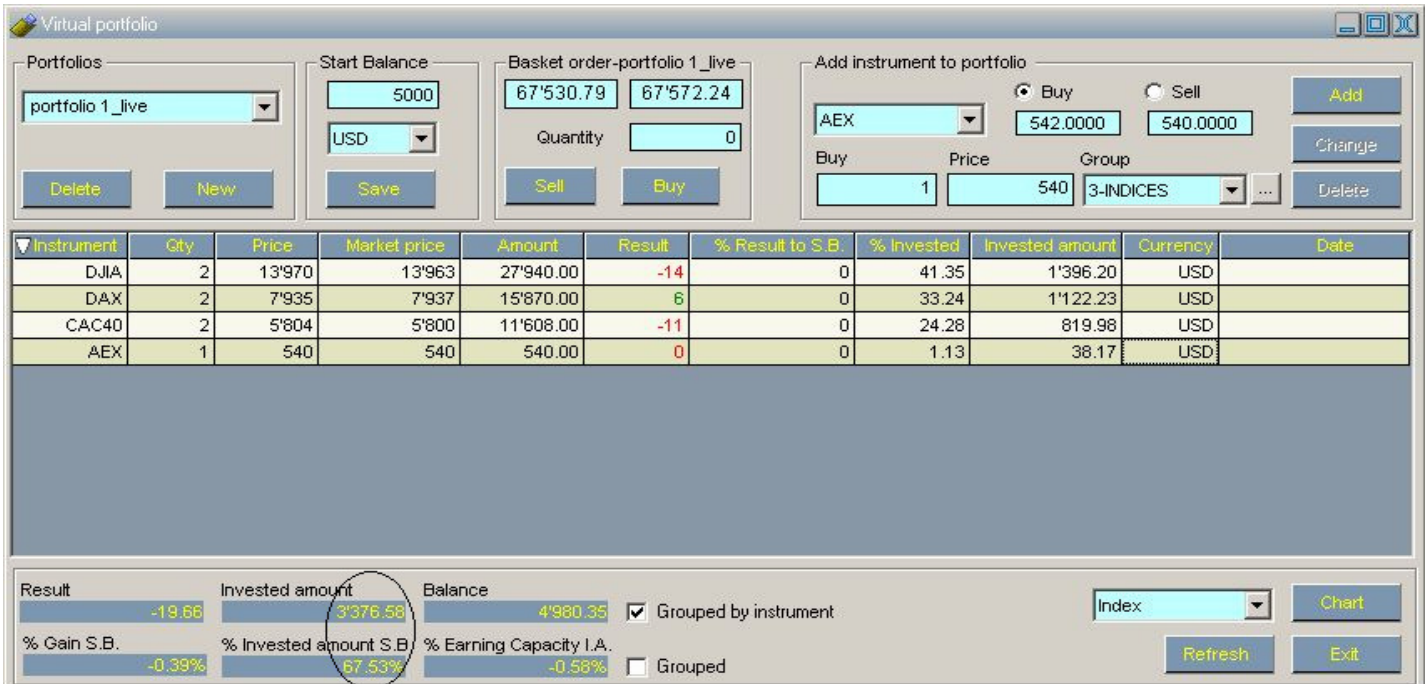 Virtual portfolio
Portfolios
portfolio 1_live
Delete New
Start Balance
5000
USD
Save
Basket order-portfolio 1_live
67'530.79 67'572.24
Quantity 0
Sell Buy
Add instrument to portfolio
Buy Sell
AEX 542.0000 540.0000
Buy Price Group
1 540 3-INDICES ...
Add
Change
Delete
Instrument Qty Price Market price Amount Result % Result to S.B. % Invested Invested amount Currency Date
DJIA 2 13'970 13'963 27'940.00 -14 0 41.35 1'396.20 USD
DAX 2 7'935 7'937 15'870.00 6 0 33.24 1'122.23 USD
CAC40 2 5'804 5'800 11'608.00 -11 0 24.28 819.98 USD
AEX 1 540 540 540.00 0 0 1.13 38.17 USD
Result Invested amount Balance
-19.66 3'376.58 4'980.35 Grouped by instrument
% Gain S.B. % Invested amount S.B. % Earning Capacity I.A.
-0.39% 67.53% -0.58% Grouped
Index Chart
Refresh Exit